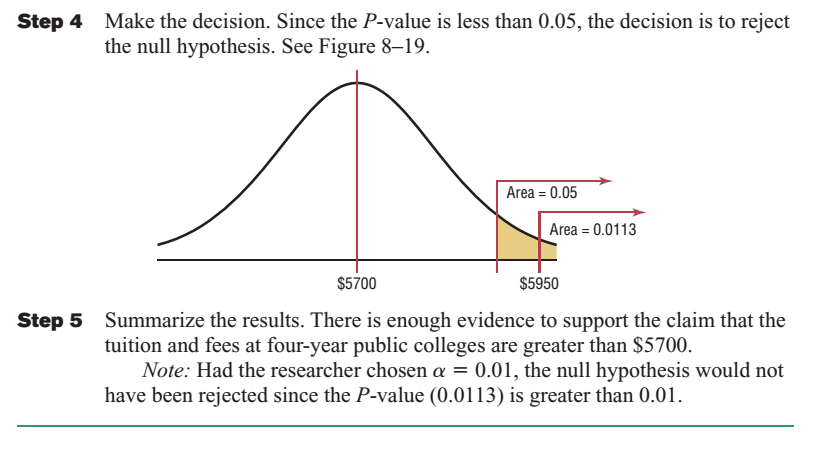 Step 4 Make the decision. Since the P-value is less than 0.05, the decision is to reject
the null hypothesis. See Figure 8–19.
Area = 0.05
Area = 0.0113
$5700
$5950
Step 5 Summarize the results. There is enough evidence to support the claim that the
tuition and fees at four-year public colleges are greater than $5700.
Note: Had the researcher chosen α = 0.01, the null hypothesis would not
have been rejected since the P-value (0.0113) is greater than 0.01.